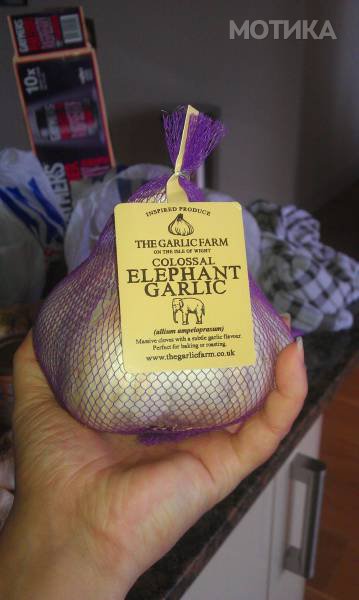 МОТИКА
10x
INSPIRED PRODUCE
THE GARLIC FARM
ON THE ISLE OF WIGHT
COLOSSAL
ELEPHANT
GARLIC
(allium ampeloprasum)
Massive cloves with a subtle garlic flavour
Perfect for baking or roasting.
www.thegarlicfarm.co.uk